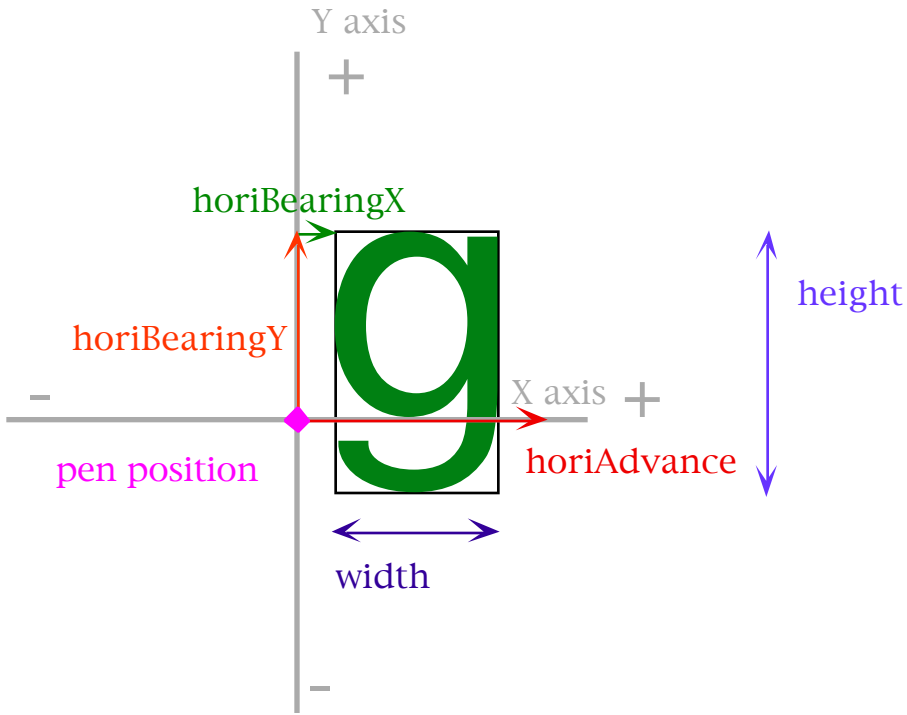 Y axis
+
horiBearingX
g
height
horiBearingY
-
X axis
+
pen position
horiAdvance
width
-